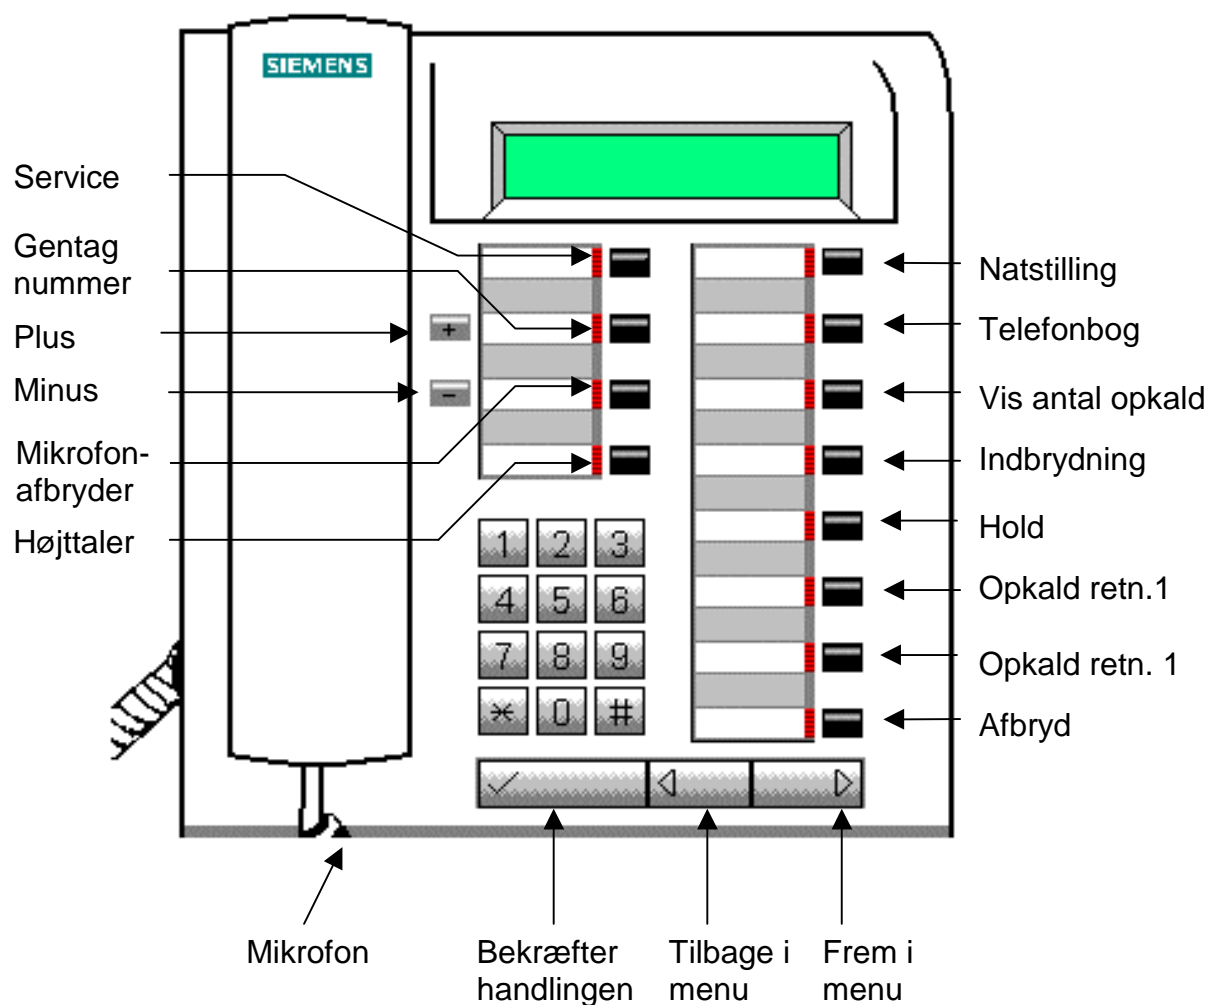 SIEMENS
Service
Gentag
nummer
Plus
Minus
Mikrofon-
afbryder
Højttaler
+
-
1 2 3
4 5 6
7 8 9
* 0 #
Natstilling
Telefonbog
Vis antal opkald
Indbrydning
Hold
Opkald retn.1
Opkald retn. 1
Afbryd
Mikrofon
Bekræfter
handlingen
Tilbage i
menu
Frem i
menu